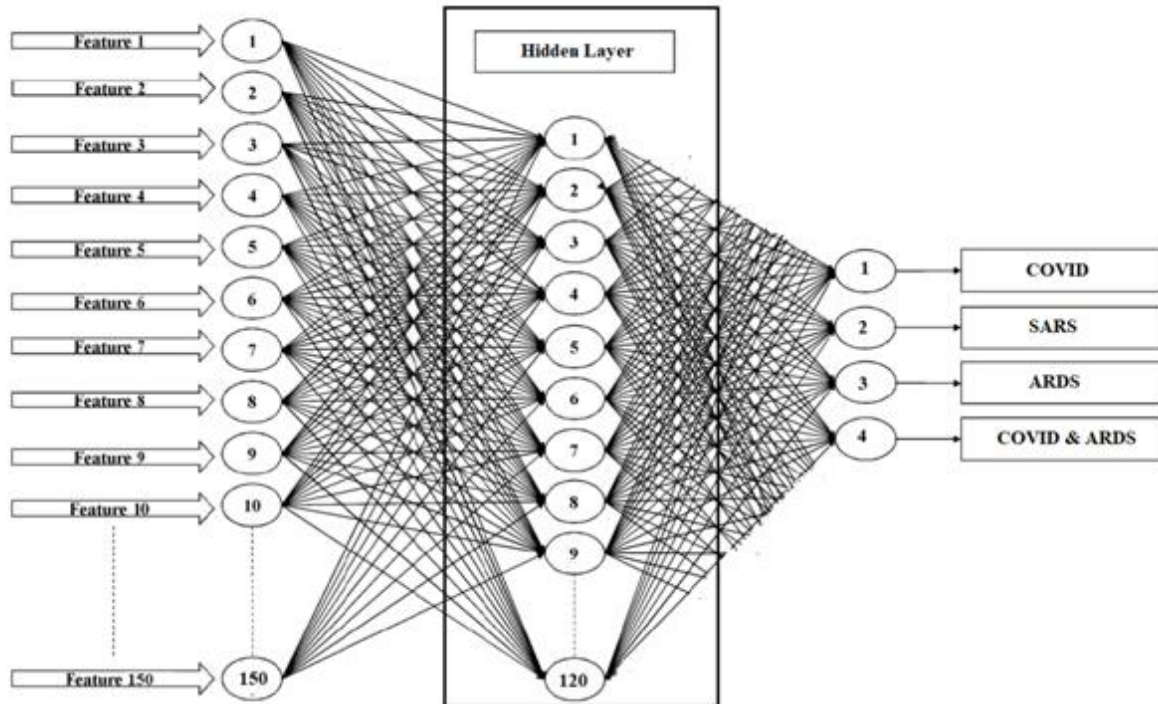 Feature 1
Feature 2
Feature 3
Feature 4
Feature 5
Feature 6
Feature 7
Feature 8
Feature 9
Feature 10
Feature 150
1
2
3
4
5
6
7
8
9
10
150
Hidden Layer
1
2
3
4
5
6
7
8
9
120
1
2
3
4
COVID
SARS
ARDS
COVID & ARDS